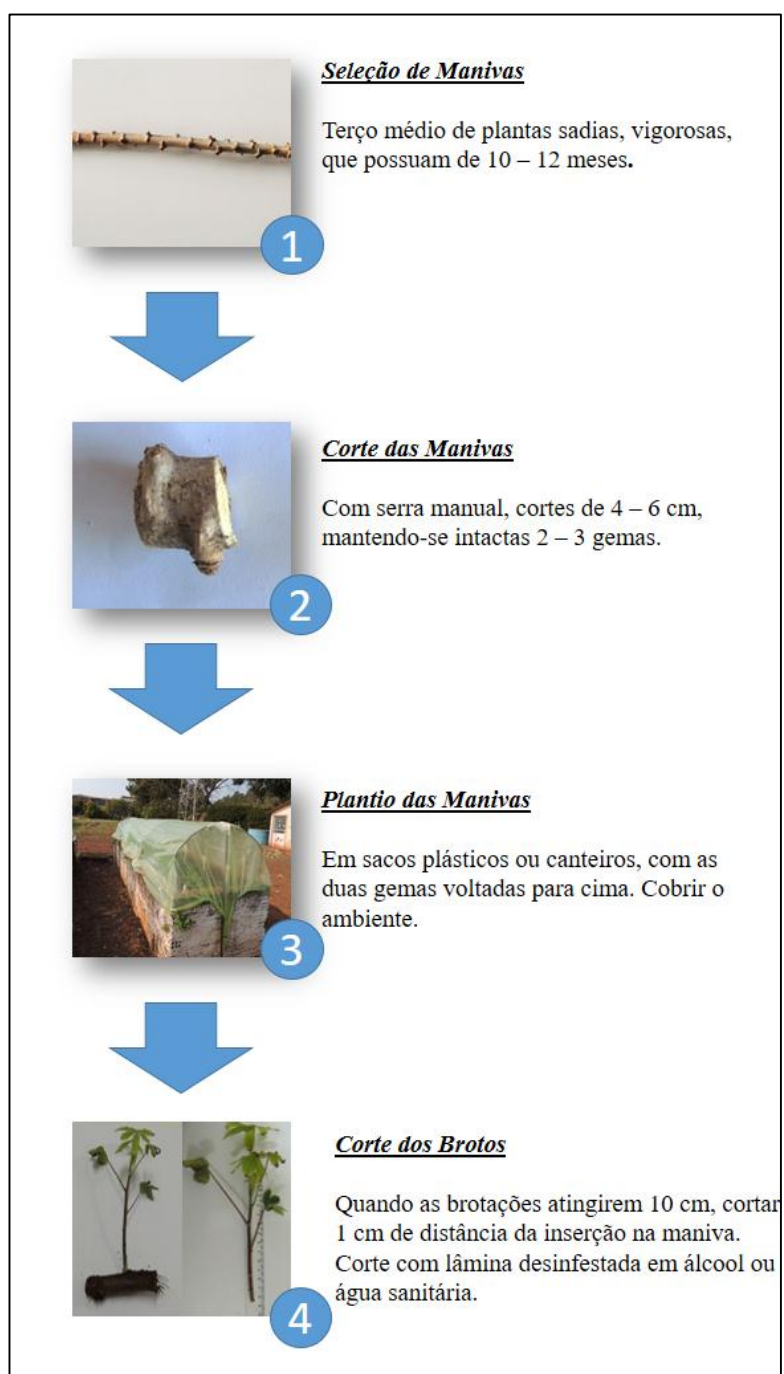 Seleção de Manivas
Terço médio de plantas sadias, vigorosas,
que possuam de 10 – 12 meses.
1
Corte das Manivas
Com serra manual, cortes de 4 – 6 cm,
mantendo-se intactas 2 – 3 gemas.
2
Plantio das Manivas
Em sacos plásticos ou canteiros, com as
duas gemas voltadas para cima. Cobrir o
ambiente.
3
Corte dos Brotos
Quando as brotações atingirem 10 cm, cortar
1 cm de distância da inserção na maniva.
Corte com lâmina desinfestada em álcool ou
água sanitária.
4